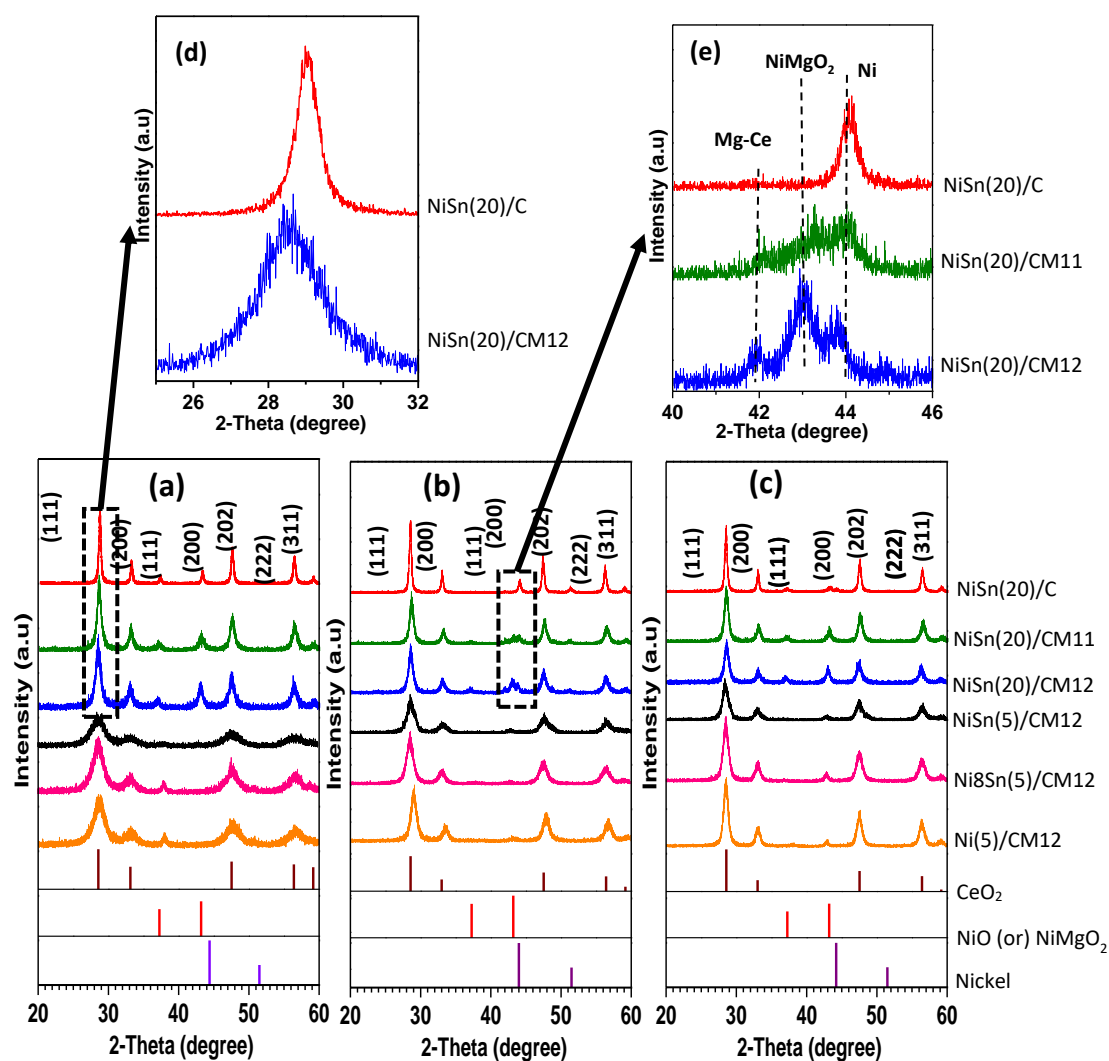 (d)
Intensity (a.u)
NiSn(20)/C
NiSn(20)/CM12
26 28 30 32
2-Theta (degree)
(e)
NiMgO₂
Ni
Mg-Ce
Intensity (a.u)
NiSn(20)/C
NiSn(20)/CM11
NiSn(20)/CM12
40 42 44 46
2-Theta (degree)
(a)
(111) (200) (111) (200) (202) (222) (311)
Intensity (a.u)
20 30 40 50 60
2-Theta (degree)
(b)
(111) (200) (111) (200) (202) (222) (311)
Intensity (a.u)
20 30 40 50 60
2-Theta (degree)
(c)
(111) (200) (111) (200) (202) (222) (311)
Intensity (a.u)
20 30 40 50 60
2-Theta (degree)
NiSn(20)/C
NiSn(20)/CM11
NiSn(20)/CM12
NiSn(5)/CM12
Ni8Sn(5)/CM12
Ni(5)/CM12
CeO₂
NiO (or) NiMgO₂
Nickel